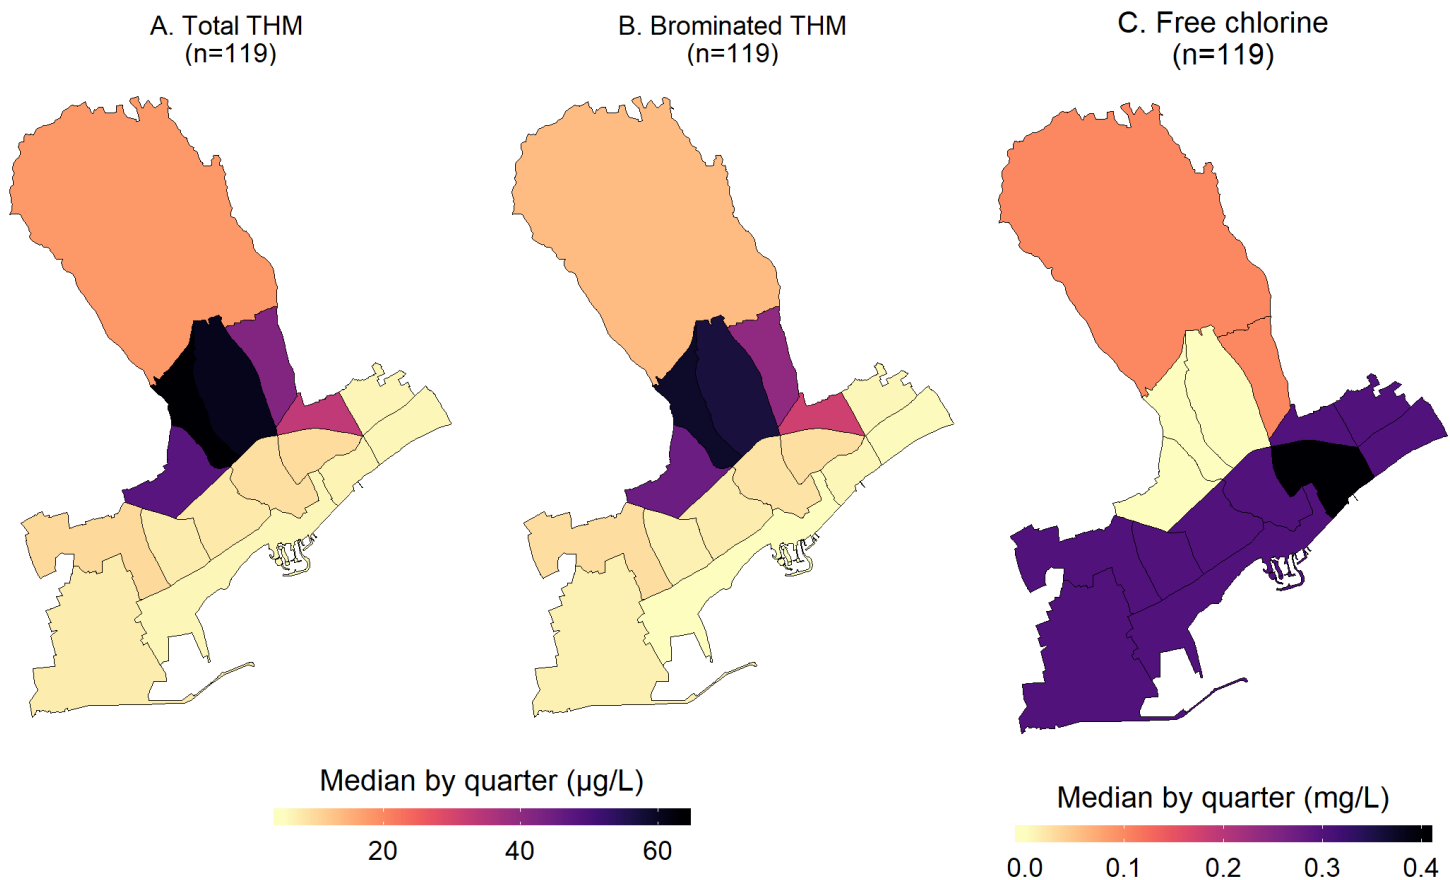 A. Total THM
(n=119)
B. Brominated THM
(n=119)
C. Free chlorine
(n=119)
Median by quarter (µg/L)
20 40 60
Median by quarter (mg/L)
0.0 0.1 0.2 0.3 0.4